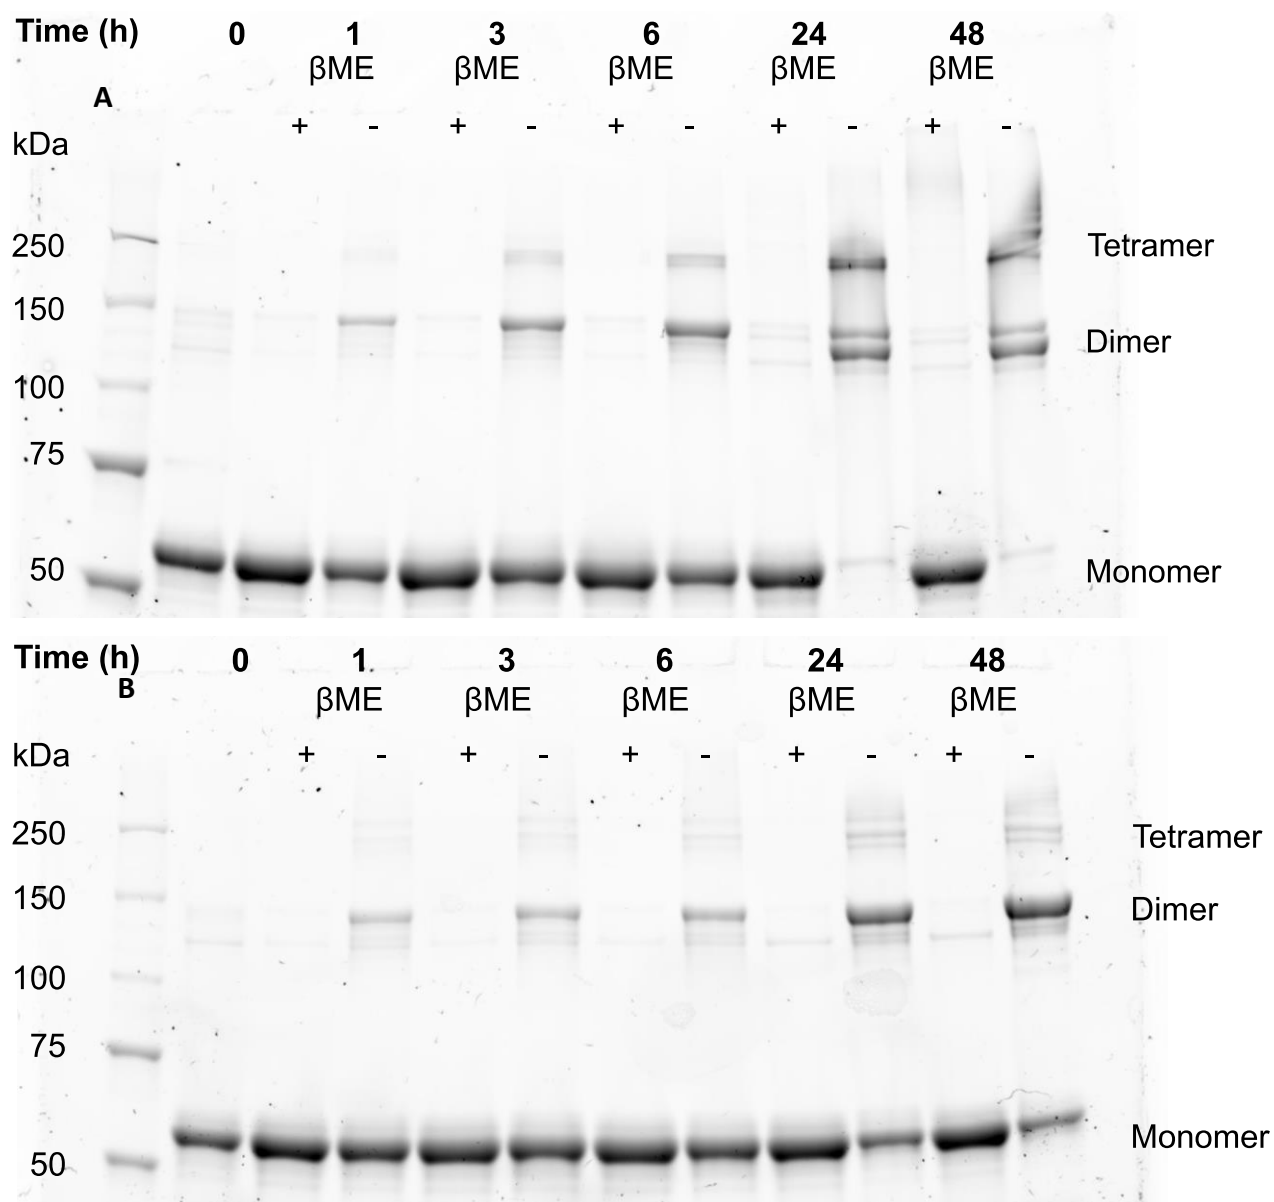 Time (h) 0 1 3 6 24 48
βME βME βME βME βME
A
+ - + - + - + - + -
kDa
250 Tetramer
150
Dimer
100
75
50 Monomer
Time (h) 0 1 3 6 24 48
B βME βME βME βME βME
kDa + - + - + - + - + -
250 Tetramer
150 Dimer
100
75
Monomer
50